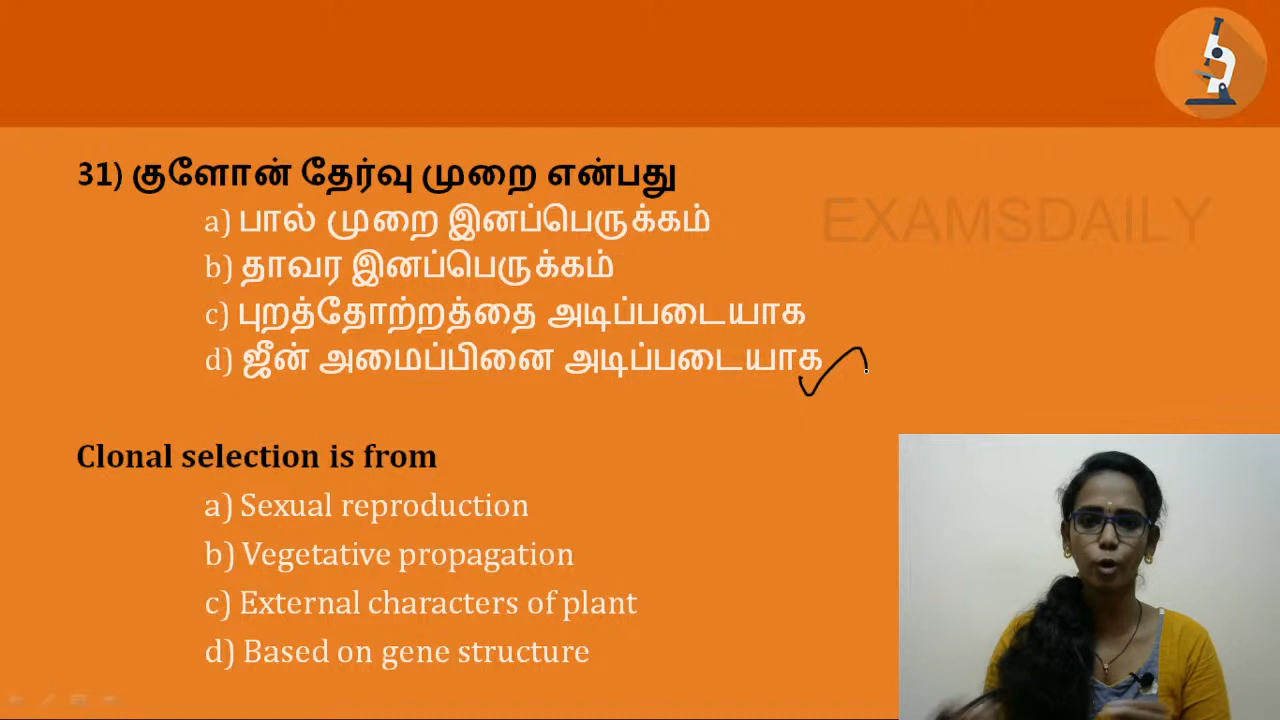 31) குளோன் தேர்வு முறை என்பது
EXAMSDAILY
a) பால் முறை இனப்பெருக்கம்
b) தாவர இனப்பெருக்கம்
c) புறத்தோற்றத்தை அடிப்படையாக
d) ஜீன் அமைப்பினை அடிப்படையாக
Clonal selection is from
a) Sexual reproduction
b) Vegetative propagation
c) External characters of plant
d) Based on gene structure